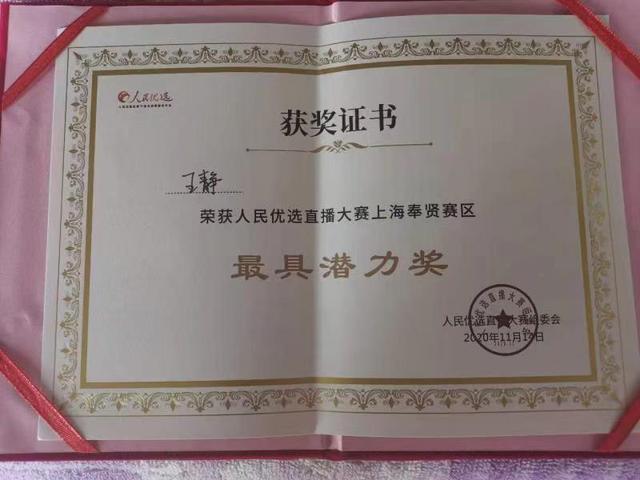 人民优选
获奖证书
王静
荣获人民优选直播大赛上海奉贤赛区
最具潜力奖
人民优选直播大赛组委会
2020年11月14日